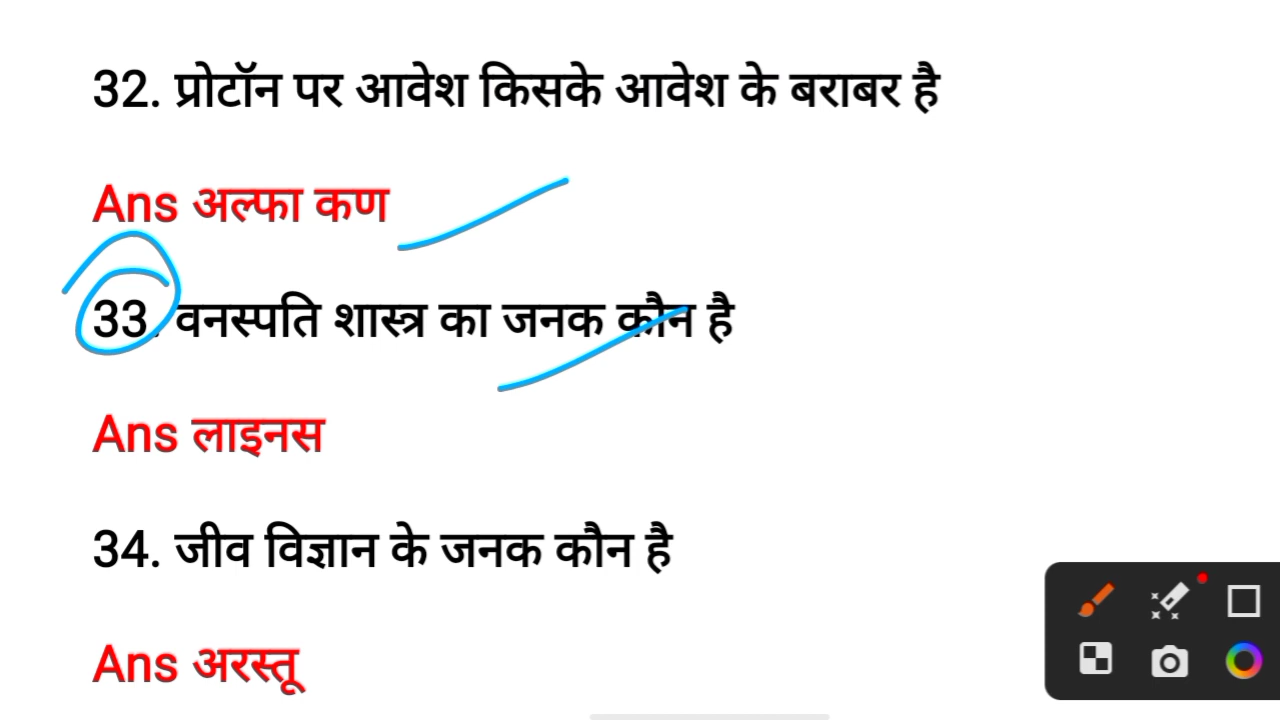 32. प्रोटॉन पर आवेश किसके आवेश के बराबर है
Ans अल्फा कण
33. वनस्पति शास्त्र का जनक कौन है
Ans लाइनस
34. जीव विज्ञान के जनक कौन है
Ans अरस्तू